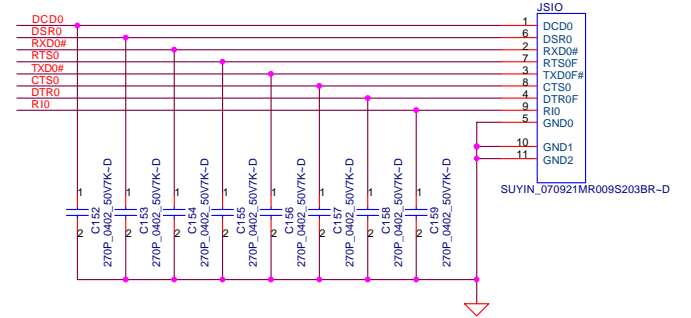 JSIO
DCD0
DSR0
RXD0#
RTS0
TXD0#
CTS0
DTR0
RI0
1 DCD0
6 DSR0
2 RXD0#
7 RTS0F
3 TXD0F#
8 CTS0
4 DTR0F
9 RI0
5 GND0
10 GND1
11 GND2
SUYIN_070921MR009S203BR~D
1 2 C152 270P_0402_50V7K~D
1 2 C153 270P_0402_50V7K~D
1 2 C154 270P_0402_50V7K~D
1 2 C155 270P_0402_50V7K~D
1 2 C156 270P_0402_50V7K~D
1 2 C157 270P_0402_50V7K~D
1 2 C158 270P_0402_50V7K~D
1 2 C159 270P_0402_50V7K~D